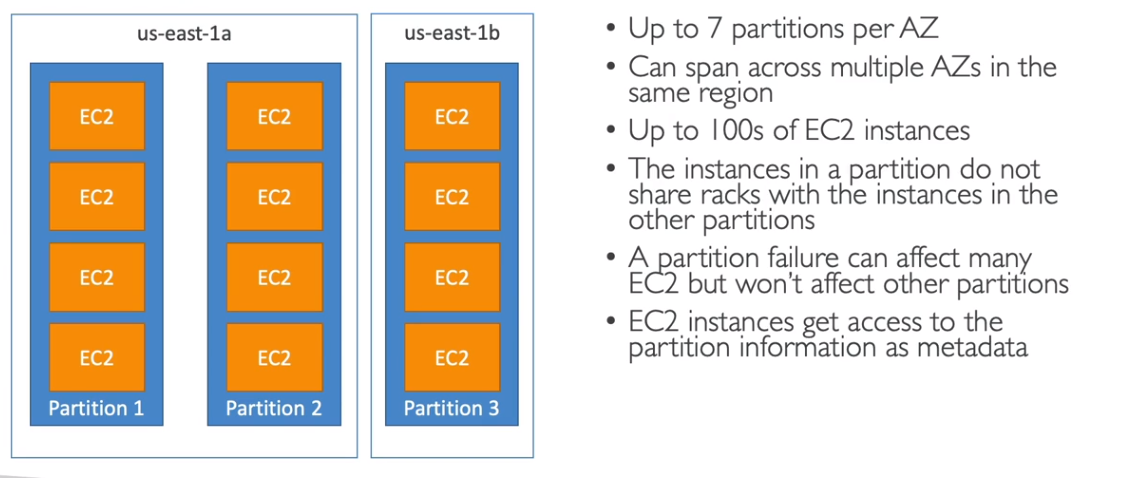 us-east-1a
EC2
EC2
EC2
EC2
Partition 1
EC2
EC2
EC2
EC2
Partition 2
us-east-1b
EC2
EC2
EC2
EC2
Partition 3
• Up to 7 partitions per AZ
• Can span across multiple AZs in the
same region
• Up to 100s of EC2 instances
• The instances in a partition do not
share racks with the instances in the
other partitions
• A partition failure can affect many
EC2 but won’t affect other partitions
• EC2 instances get access to the
partition information as metadata